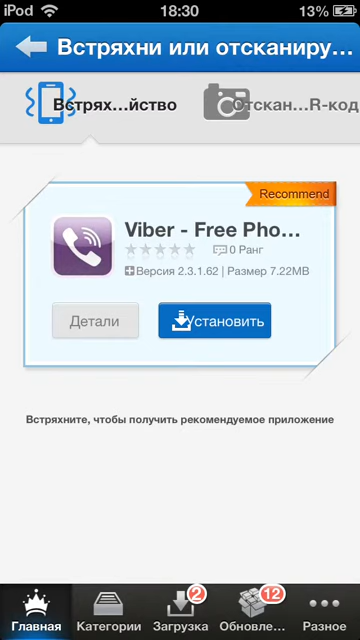 iPod 18:30 13%
Встряхни или отсканиру...
Встрях...йство Отскан...R-код
Recommend
Viber - Free Pho...
0 Ранг
Версия 2.3.1.62 | Размер 7.22MB
Детали Установить
Встряхните, чтобы получить рекомендуемое приложение
2 12
Главная Категории Загрузка Обновле... Разное